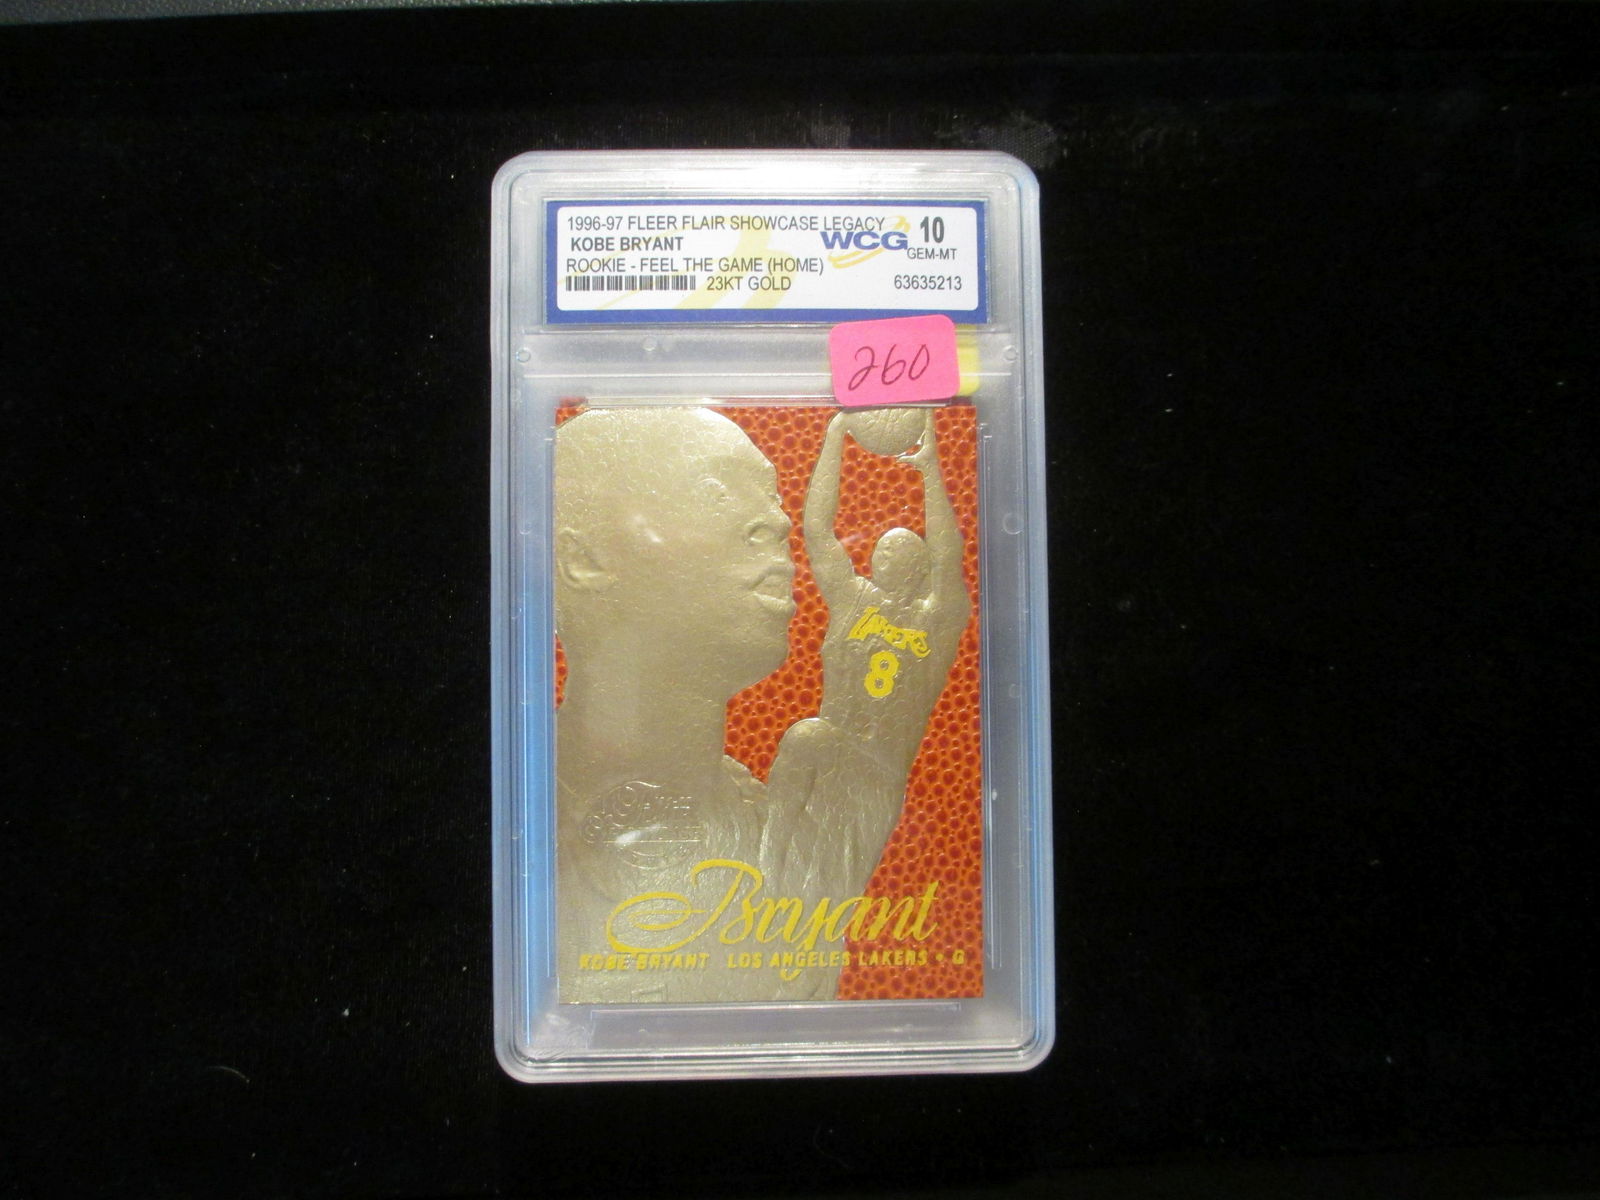 1996-97 FLEER FLAIR SHOWCASE LEGACY
KOBE BRYANT
WCG 10
GEM-MT
ROOKIE - FEEL THE GAME (HOME)
23KT GOLD
63635213
260
LAKERS
8
Bryant
KOBE BRYANT LOS ANGELES LAKERS • G